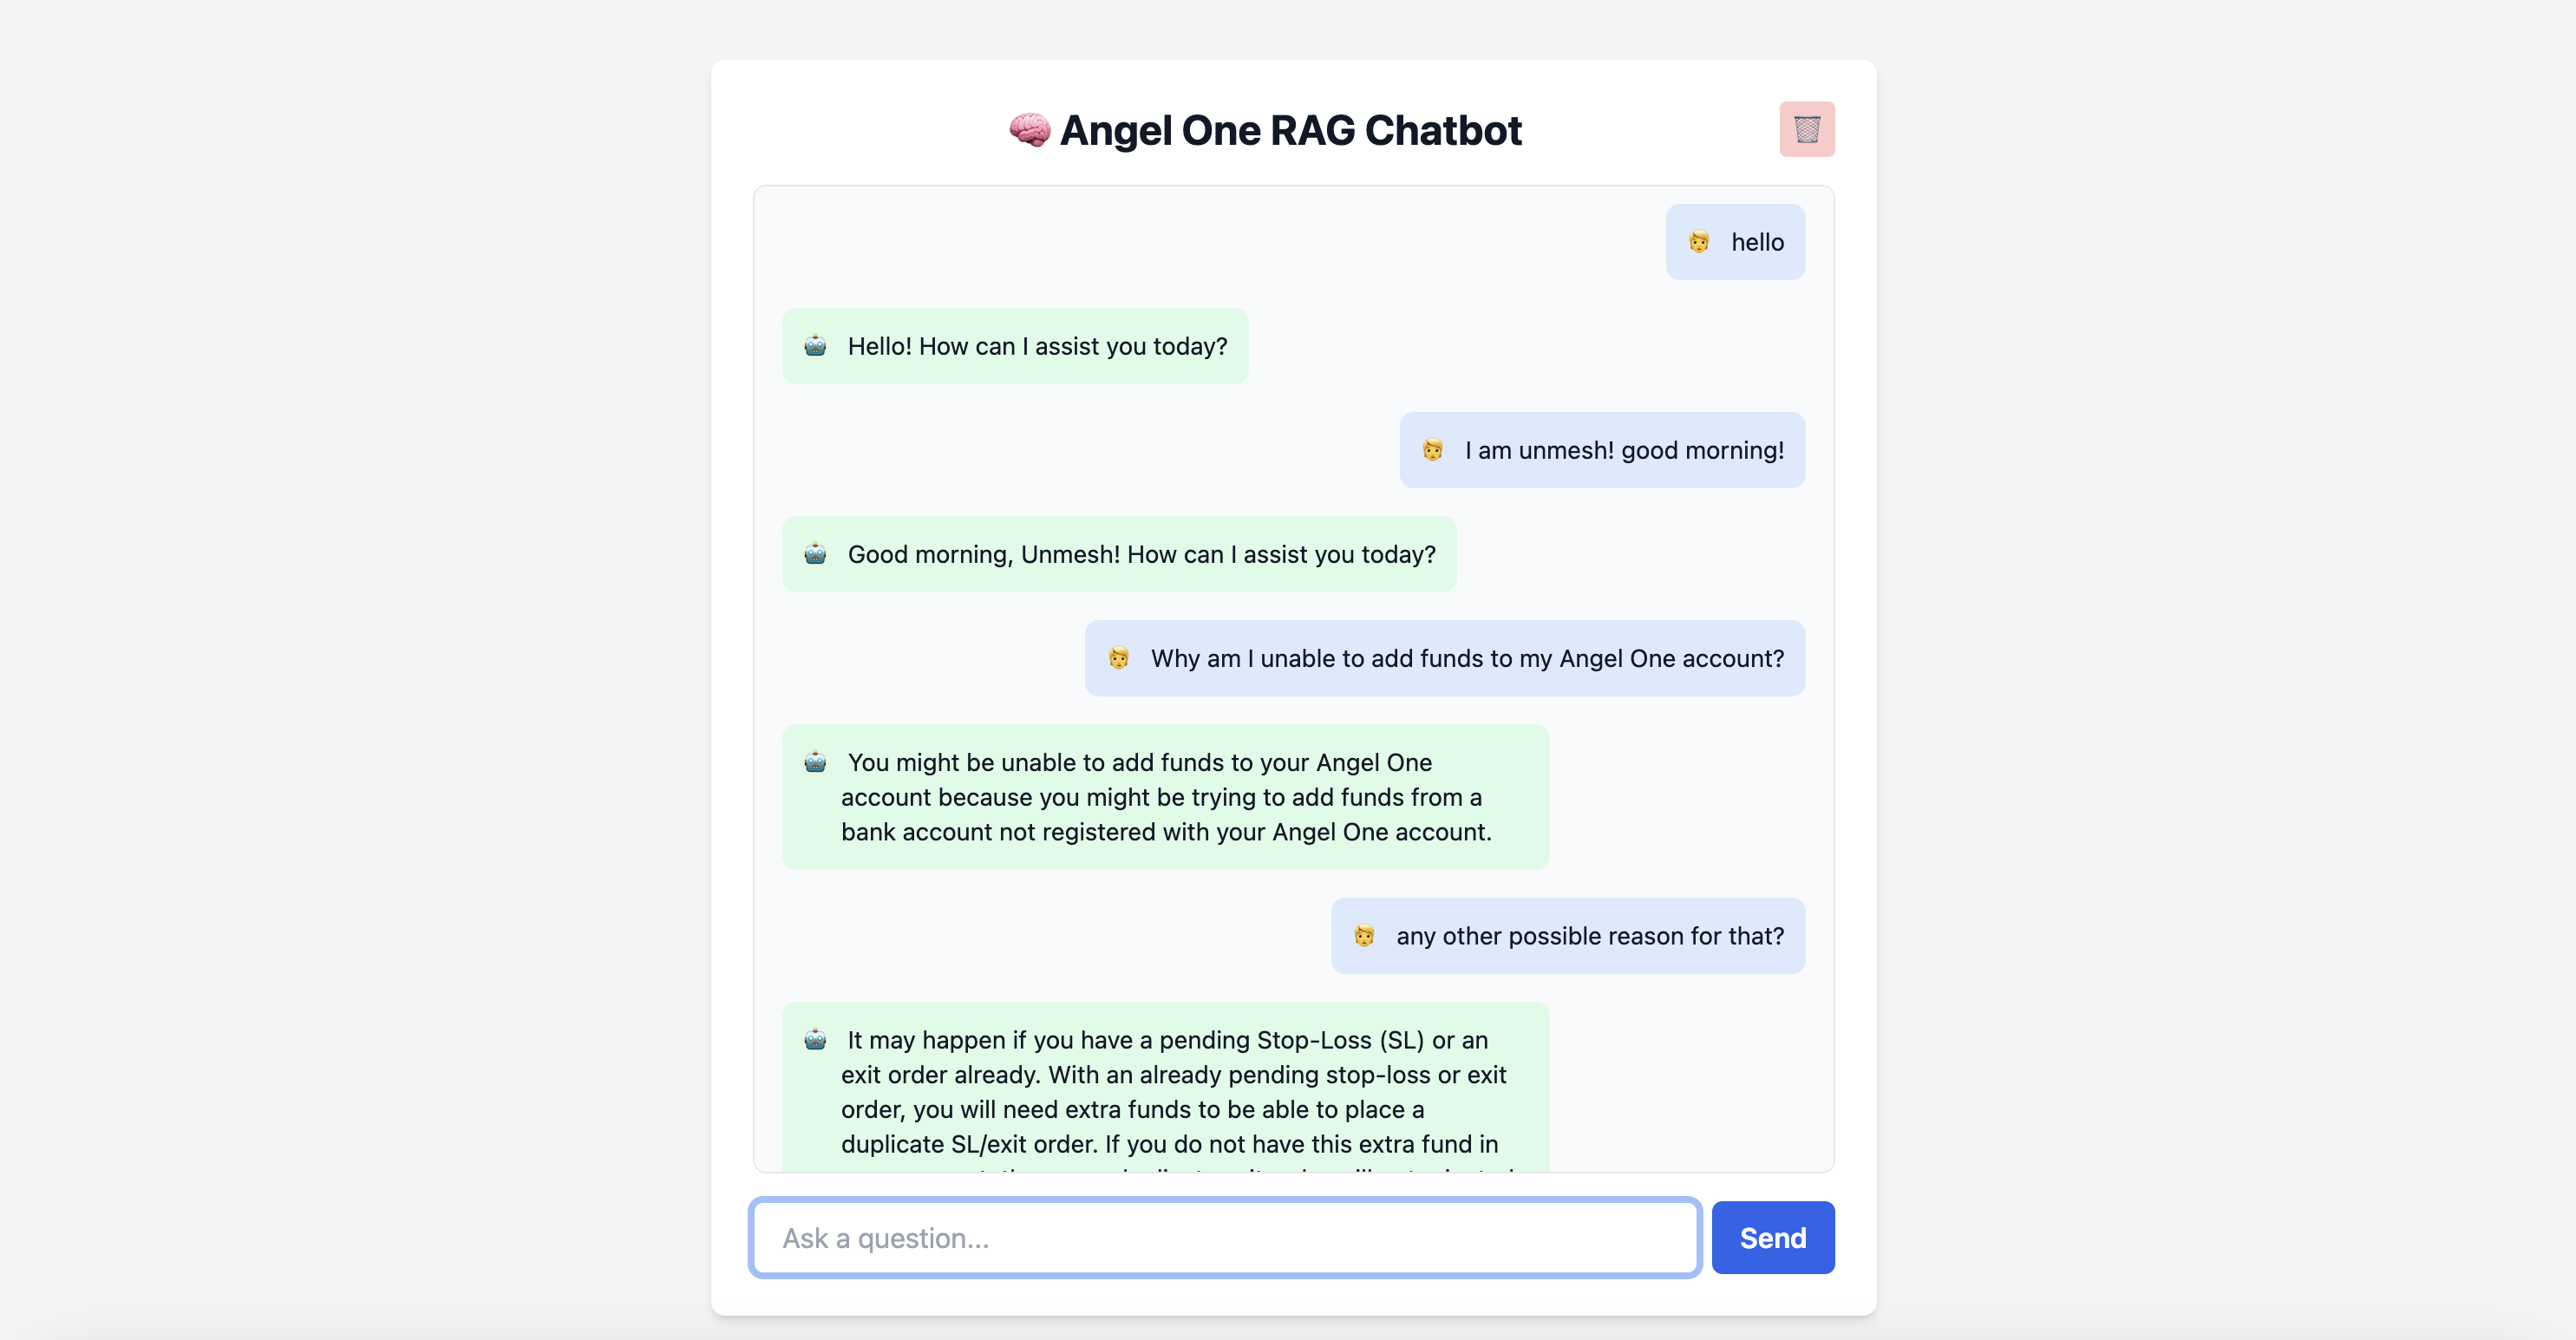 Angel One RAG Chatbot
hello
Hello! How can I assist you today?
I am unmesh! good morning!
Good morning, Unmesh! How can I assist you today?
Why am I unable to add funds to my Angel One account?
You might be unable to add funds to your Angel One
account because you might be trying to add funds from a
bank account not registered with your Angel One account.
any other possible reason for that?
It may happen if you have a pending Stop-Loss (SL) or an
exit order already. With an already pending stop-loss or exit
order, you will need extra funds to be able to place a
duplicate SL/exit order. If you do not have this extra fund in
Ask a question...
Send